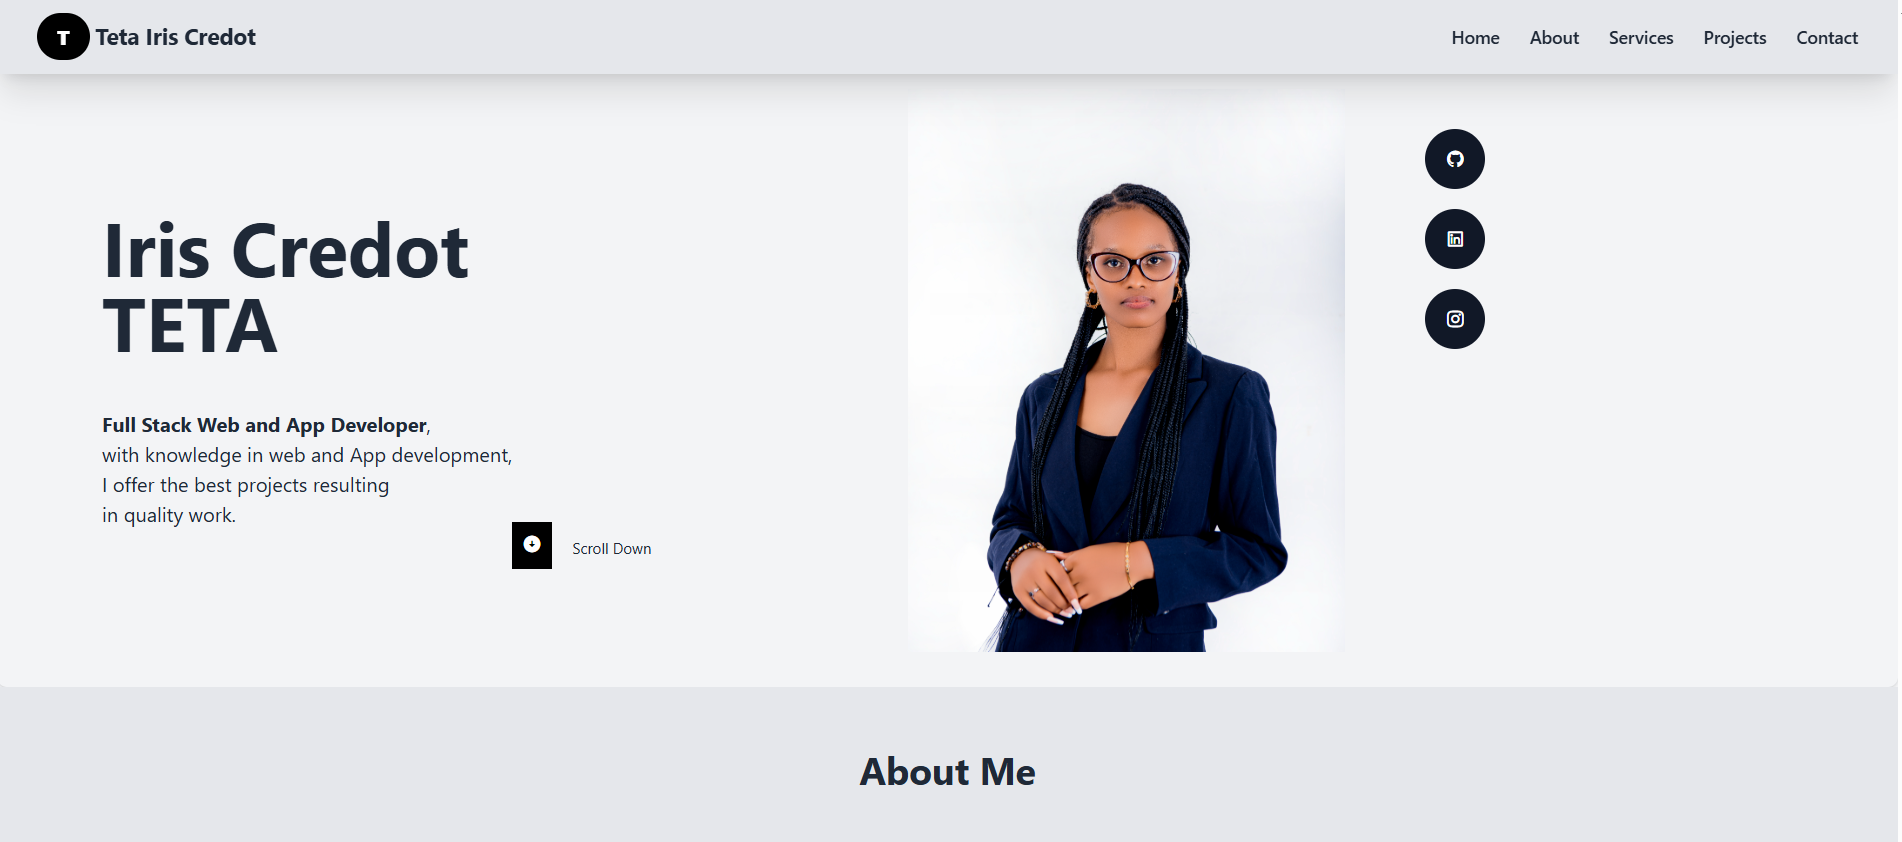 T Teta Iris Credot
Home About Services Projects Contact
Iris Credot
TETA
Full Stack Web and App Developer,
with knowledge in web and App development,
I offer the best projects resulting
in quality work.
Scroll Down
in
About Me